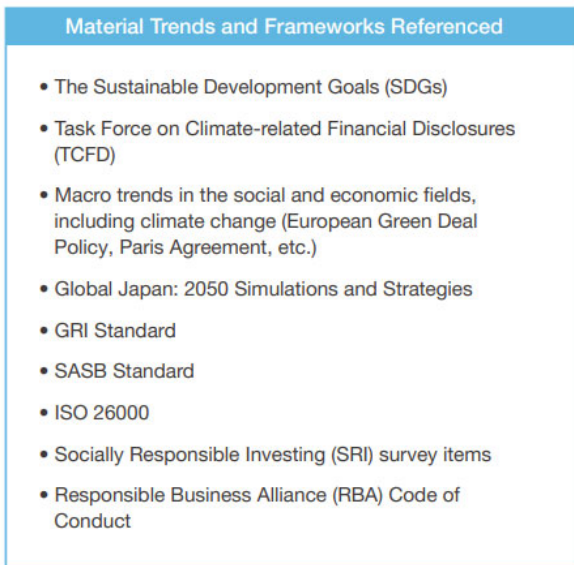 Material Trends and Frameworks Referenced
• The Sustainable Development Goals (SDGs)
• Task Force on Climate-related Financial Disclosures
(TCFD)
• Macro trends in the social and economic fields,
including climate change (European Green Deal
Policy, Paris Agreement, etc.)
• Global Japan: 2050 Simulations and Strategies
• GRI Standard
• SASB Standard
• ISO 26000
• Socially Responsible Investing (SRI) survey items
• Responsible Business Alliance (RBA) Code of
Conduct